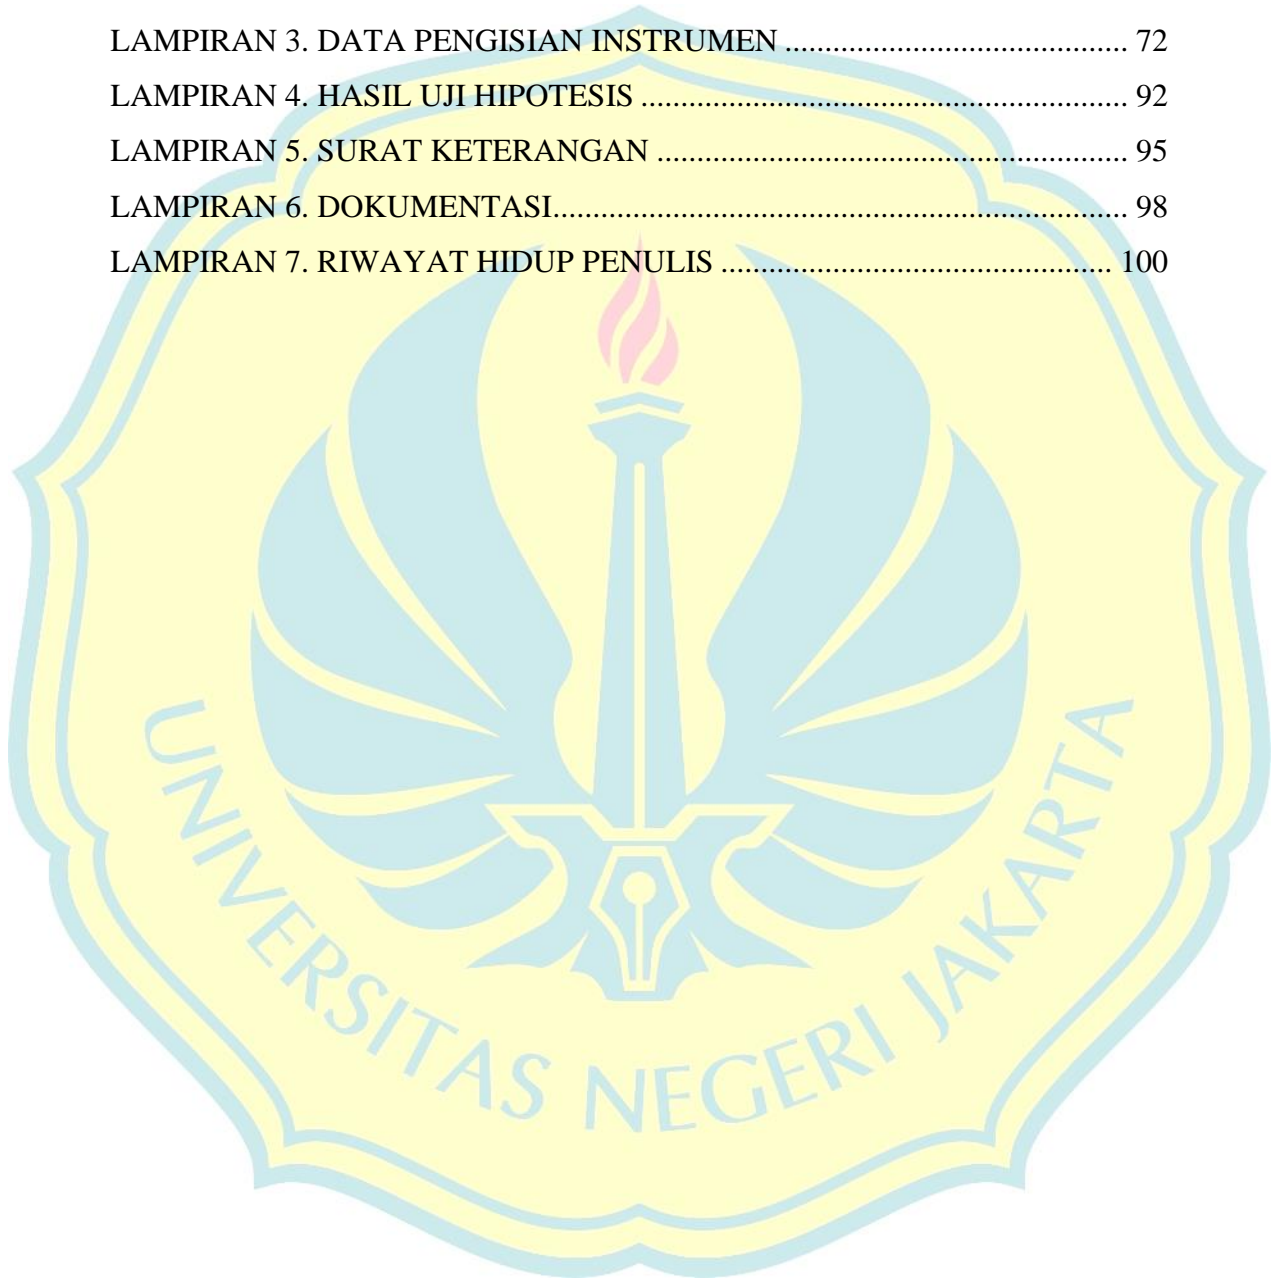 LAMPIRAN 3. DATA PENGISIAN INSTRUMEN ........................................ 72
LAMPIRAN 4. HASIL UJI HIPOTESIS ......................................................... 92
LAMPIRAN 5. SURAT KETERANGAN ....................................................... 95
LAMPIRAN 6. DOKUMENTASI................................................................... 98
LAMPIRAN 7. RIWAYAT HIDUP PENULIS .............................................. 100
UNIVERSITAS NEGERI JAKARTA